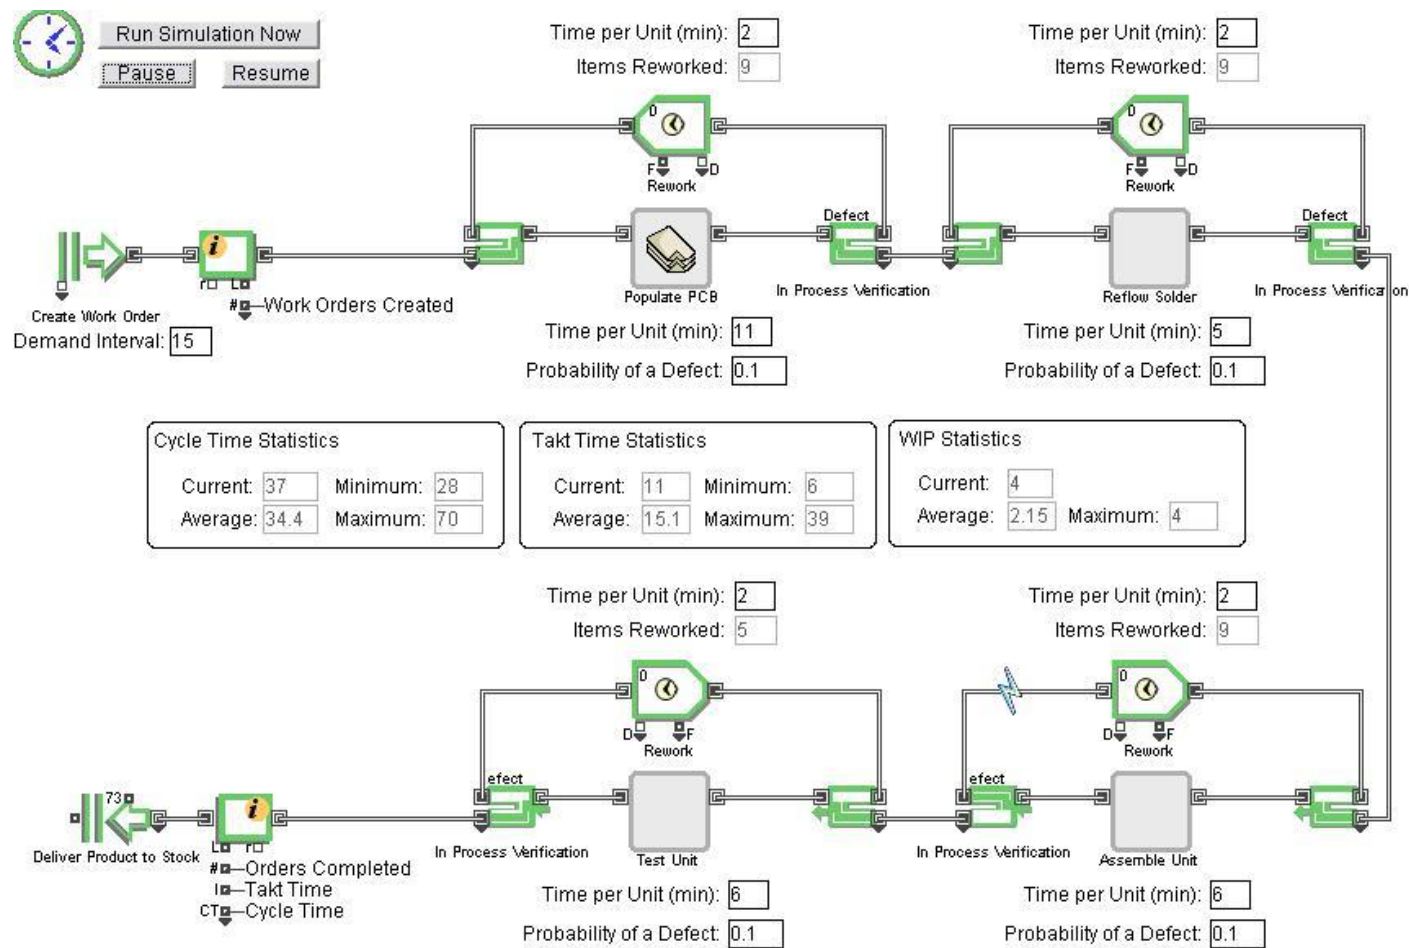 Run Simulation Now
Pause Resume
Time per Unit (min): 2
Items Reworked: 9
0
F D
Rework
Time per Unit (min): 2
Items Reworked: 9
0
F D
Rework
Create Work Order
Demand Interval: 15
i
r L
# Work Orders Created
Populate PCB
Time per Unit (min): 11
Probability of a Defect: 0.1
Defect
In Process Verification
Reflow Solder
Time per Unit (min): 5
Probability of a Defect: 0.1
Defect
In Process Verification
Cycle Time Statistics
Current: 37 Minimum: 28
Average: 34.4 Maximum: 70
Takt Time Statistics
Current: 11 Minimum: 6
Average: 15.1 Maximum: 39
WIP Statistics
Current: 4
Average: 2.15 Maximum: 4
Time per Unit (min): 2
Items Reworked: 5
0
D F
Rework
Time per Unit (min): 2
Items Reworked: 9
0
D F
Rework
73
Deliver Product to Stock
i
L r
# Orders Completed
I Takt Time
CT Cycle Time
efect
In Process Verification
Test Unit
Time per Unit (min): 6
Probability of a Defect: 0.1
efect
In Process Verification
Assemble Unit
Time per Unit (min): 6
Probability of a Defect: 0.1